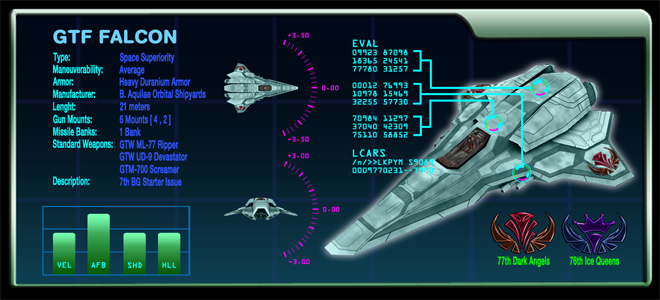 GTF FALCON
Type: Space Superiority
Maneuverability: Average
Armor: Heavy Duranium Armor
Manufacturer: B. Aquitae Orbital Shipyards
Lenght: 21 meters
Gun Mounts: 6 Mounts [ 4 , 2 ]
Missile Banks: 1 Bank
Standard Weapons: GTW ML-77 Ripper
GTW UD-9 Devastator
GTM-700 Screamer
Description: 7th BG Starter Issue
VEL AFB SHD HLL
+3.50
0.00
-3.00
+3.50
0.00
-3.00
EVAL
09923 87098
18365 24541
77780 31257
00012 76993
10978 15469
32255 57730
70984 11297
37040 42309
75110 58852
LCARS
/n/>>LKPYM
0009770231--
77th Dark Angels
76th Ice Queens